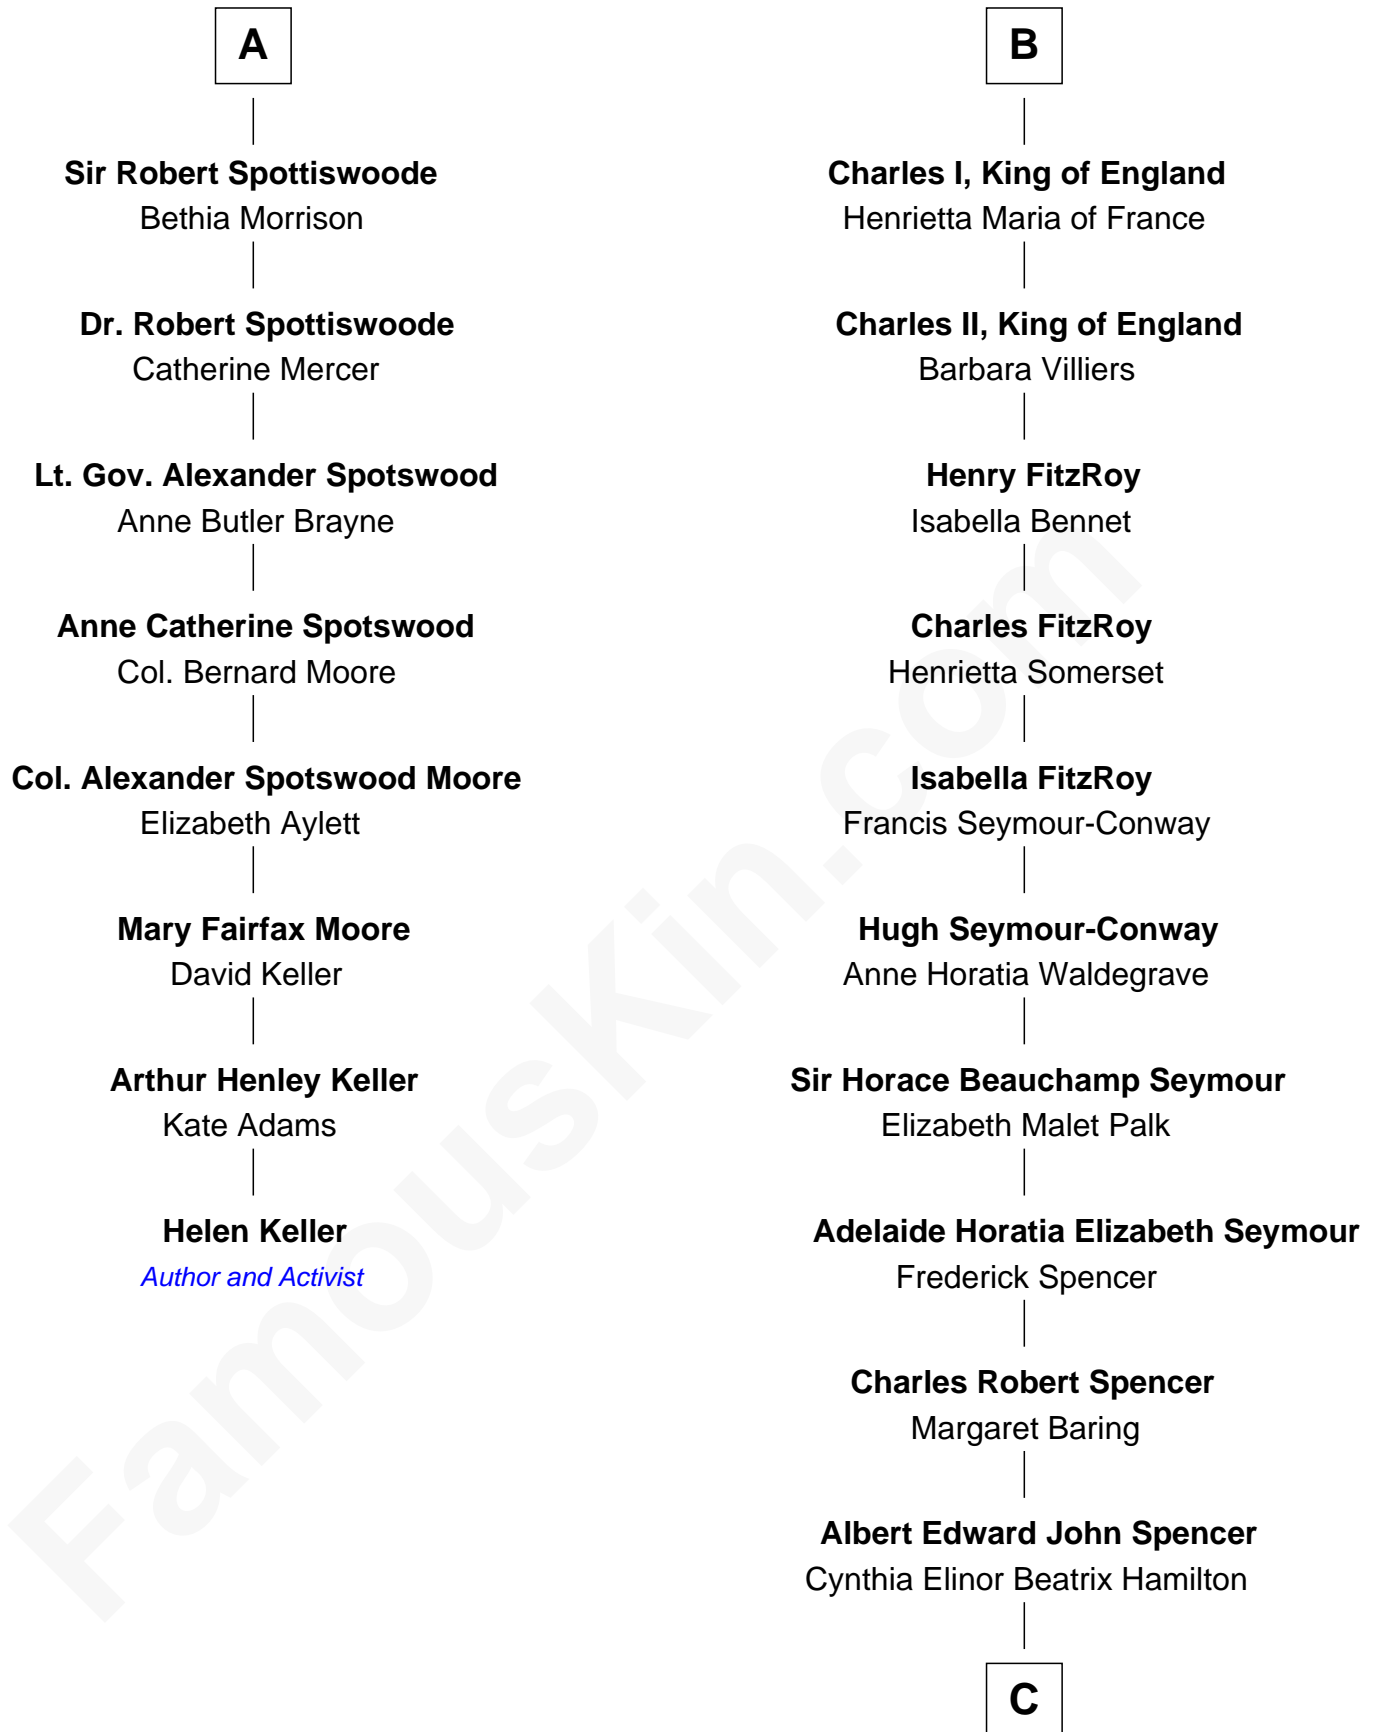 A
Sir Robert Spottiswoode
Bethia Morrison
Dr. Robert Spottiswoode
Catherine Mercer
Lt. Gov. Alexander Spotswood
Anne Butler Brayne
Anne Catherine Spotswood
Col. Bernard Moore
Col. Alexander Spotswood Moore
Elizabeth Aylett
Mary Fairfax Moore
David Keller
Arthur Henley Keller
Kate Adams
Helen Keller
Author and Activist
B
Charles I, King of England
Henrietta Maria of France
Charles II, King of England
Barbara Villiers
Henry FitzRoy
Isabella Bennet
Charles FitzRoy
Henrietta Somerset
Isabella FitzRoy
Francis Seymour-Conway
Hugh Seymour-Conway
Anne Horatia Waldegrave
Sir Horace Beauchamp Seymour
Elizabeth Malet Palk
Adelaide Horatia Elizabeth Seymour
Frederick Spencer
Charles Robert Spencer
Margaret Baring
Albert Edward John Spencer
Cynthia Elinor Beatrix Hamilton
C
FamousKin.com